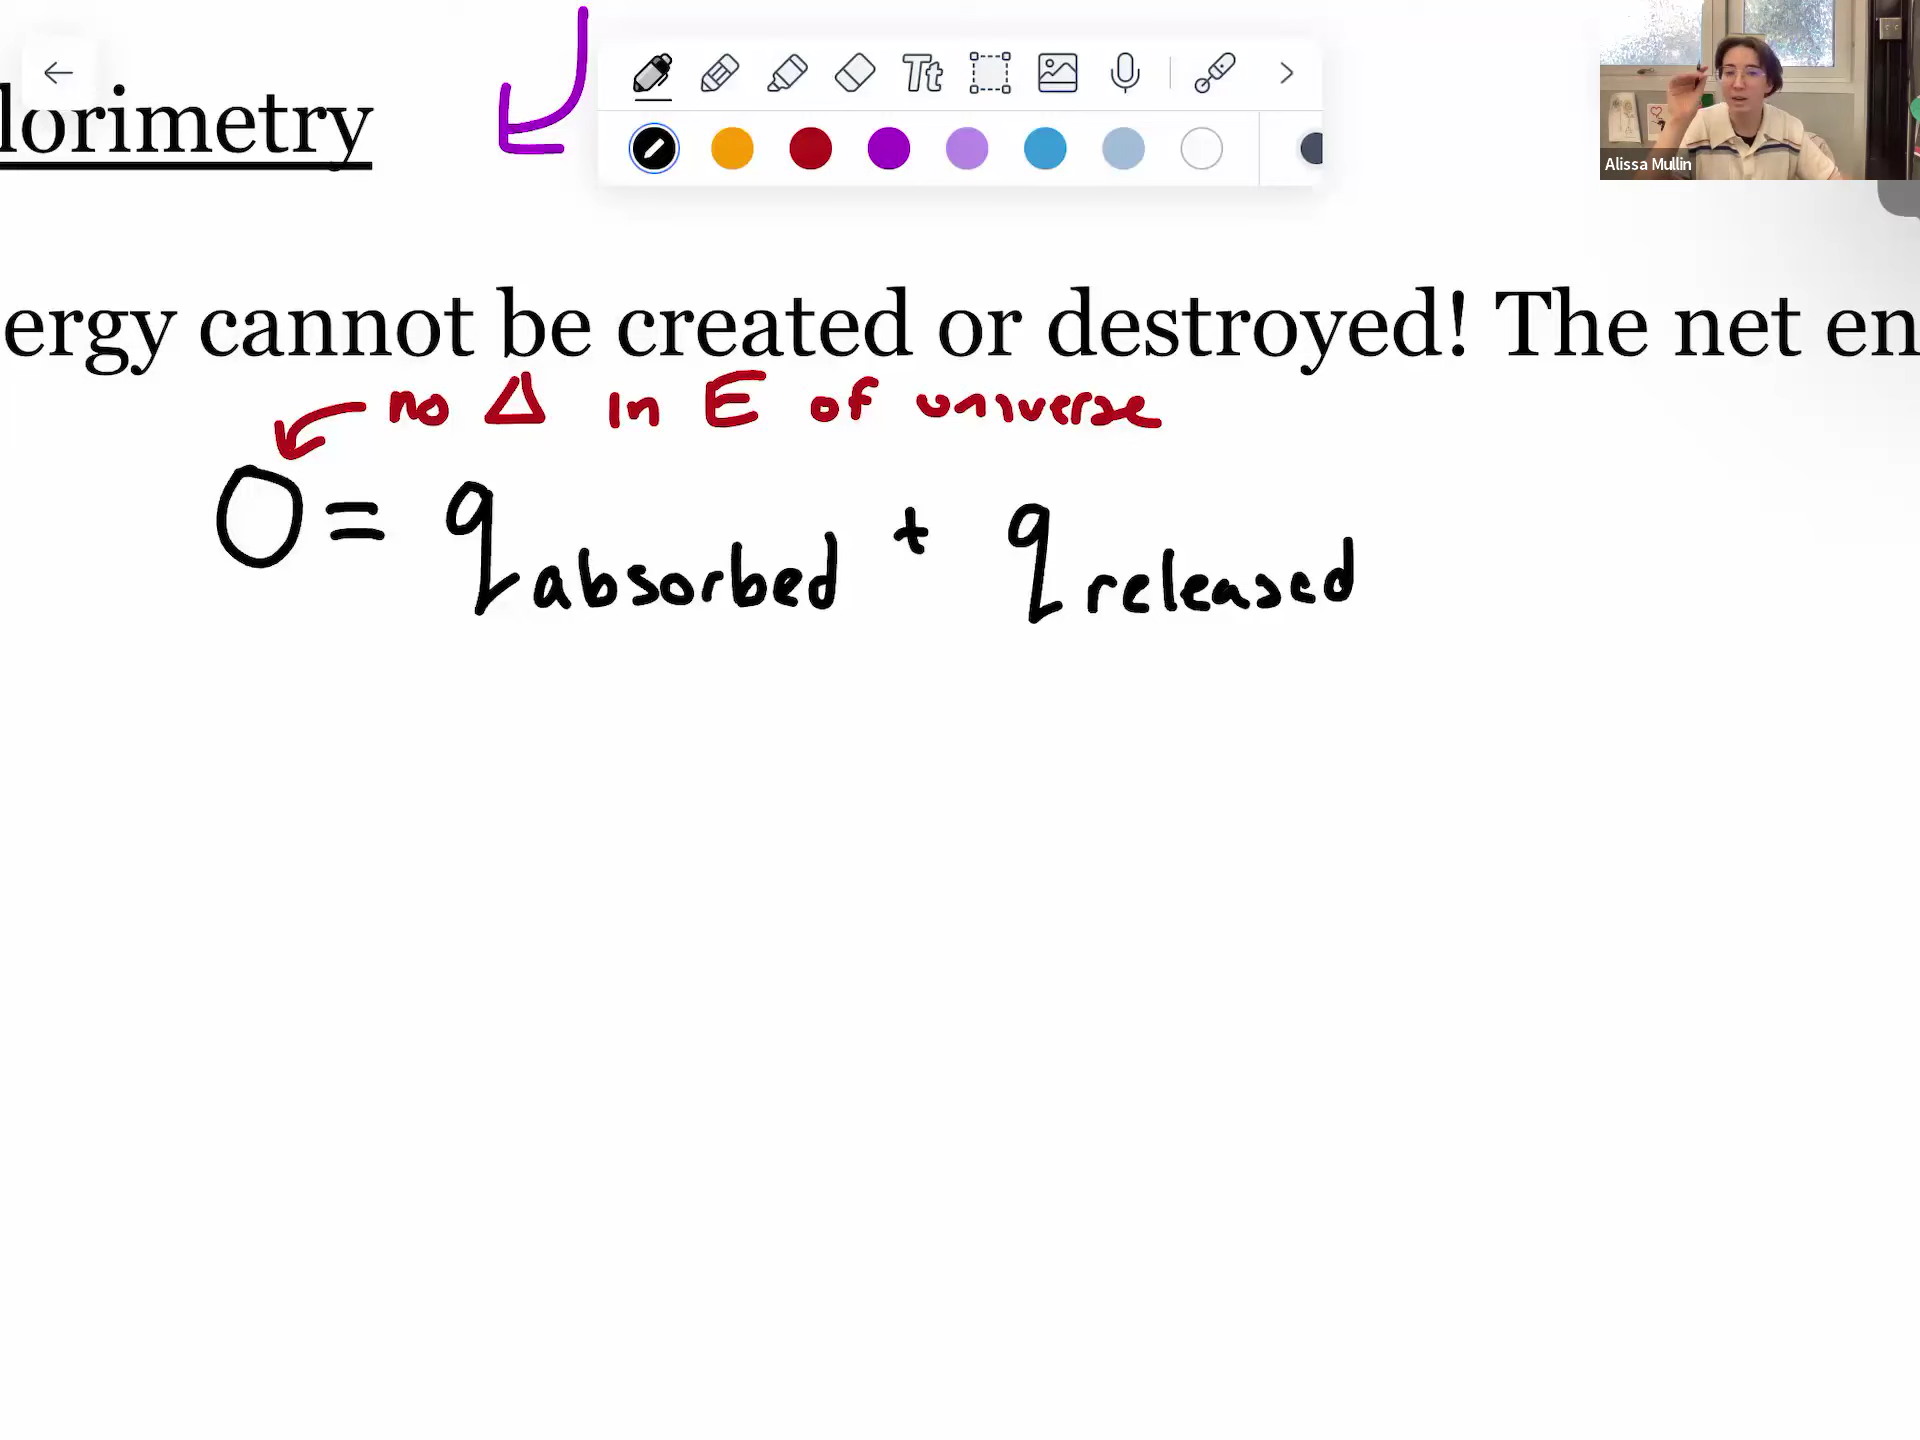 lorimetry
Tt
Alissa Mullin
ergy cannot be created or destroyed! The net en
no Δ in E of universe
0 = q absorbed + q released